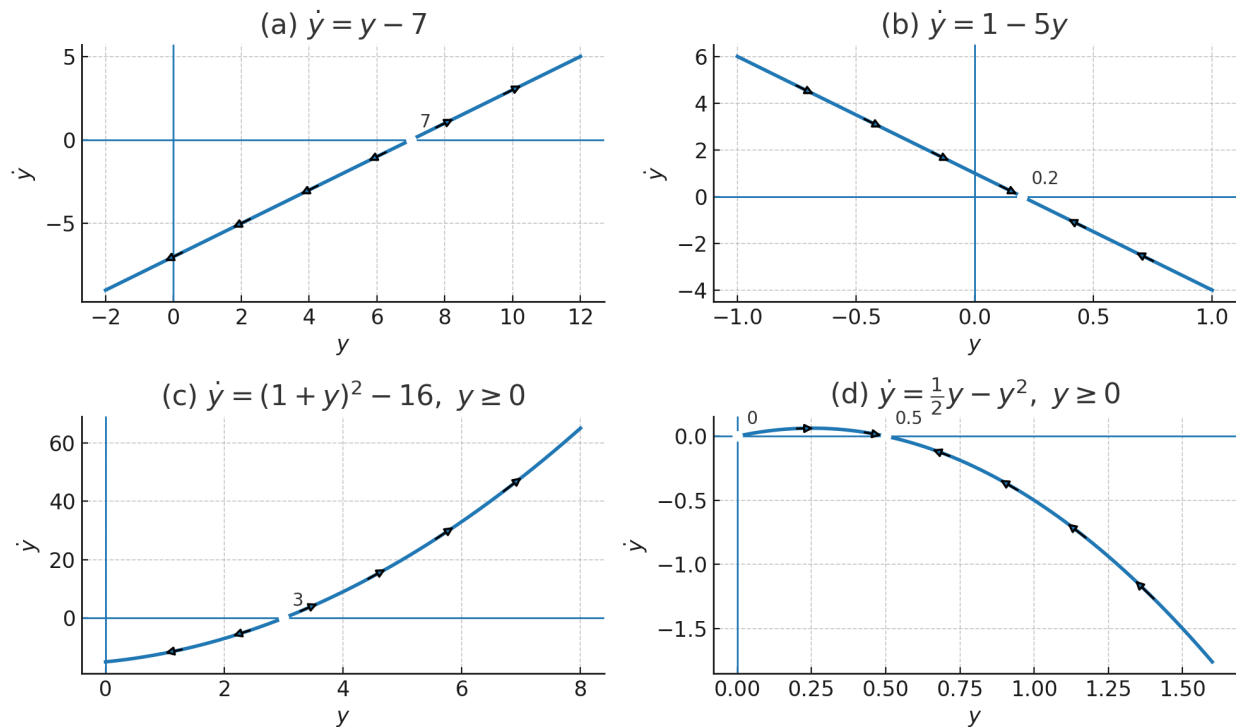 (a) ẏ = y − 7
5
0
−5
ẏ
7
−2 0 2 4 6 8 10 12
y
(b) ẏ = 1 − 5y
6
4
2
0
−2
−4
ẏ
0.2
−1.0 −0.5 0.0 0.5 1.0
y
(c) ẏ = (1 + y)² − 16, y ≥ 0
60
40
20
0
ẏ
3
0 2 4 6 8
y
(d) ẏ = ½y − y², y ≥ 0
0 0.5
0.0
−0.5
−1.0
−1.5
ẏ
0.00 0.25 0.50 0.75 1.00 1.25 1.50
y